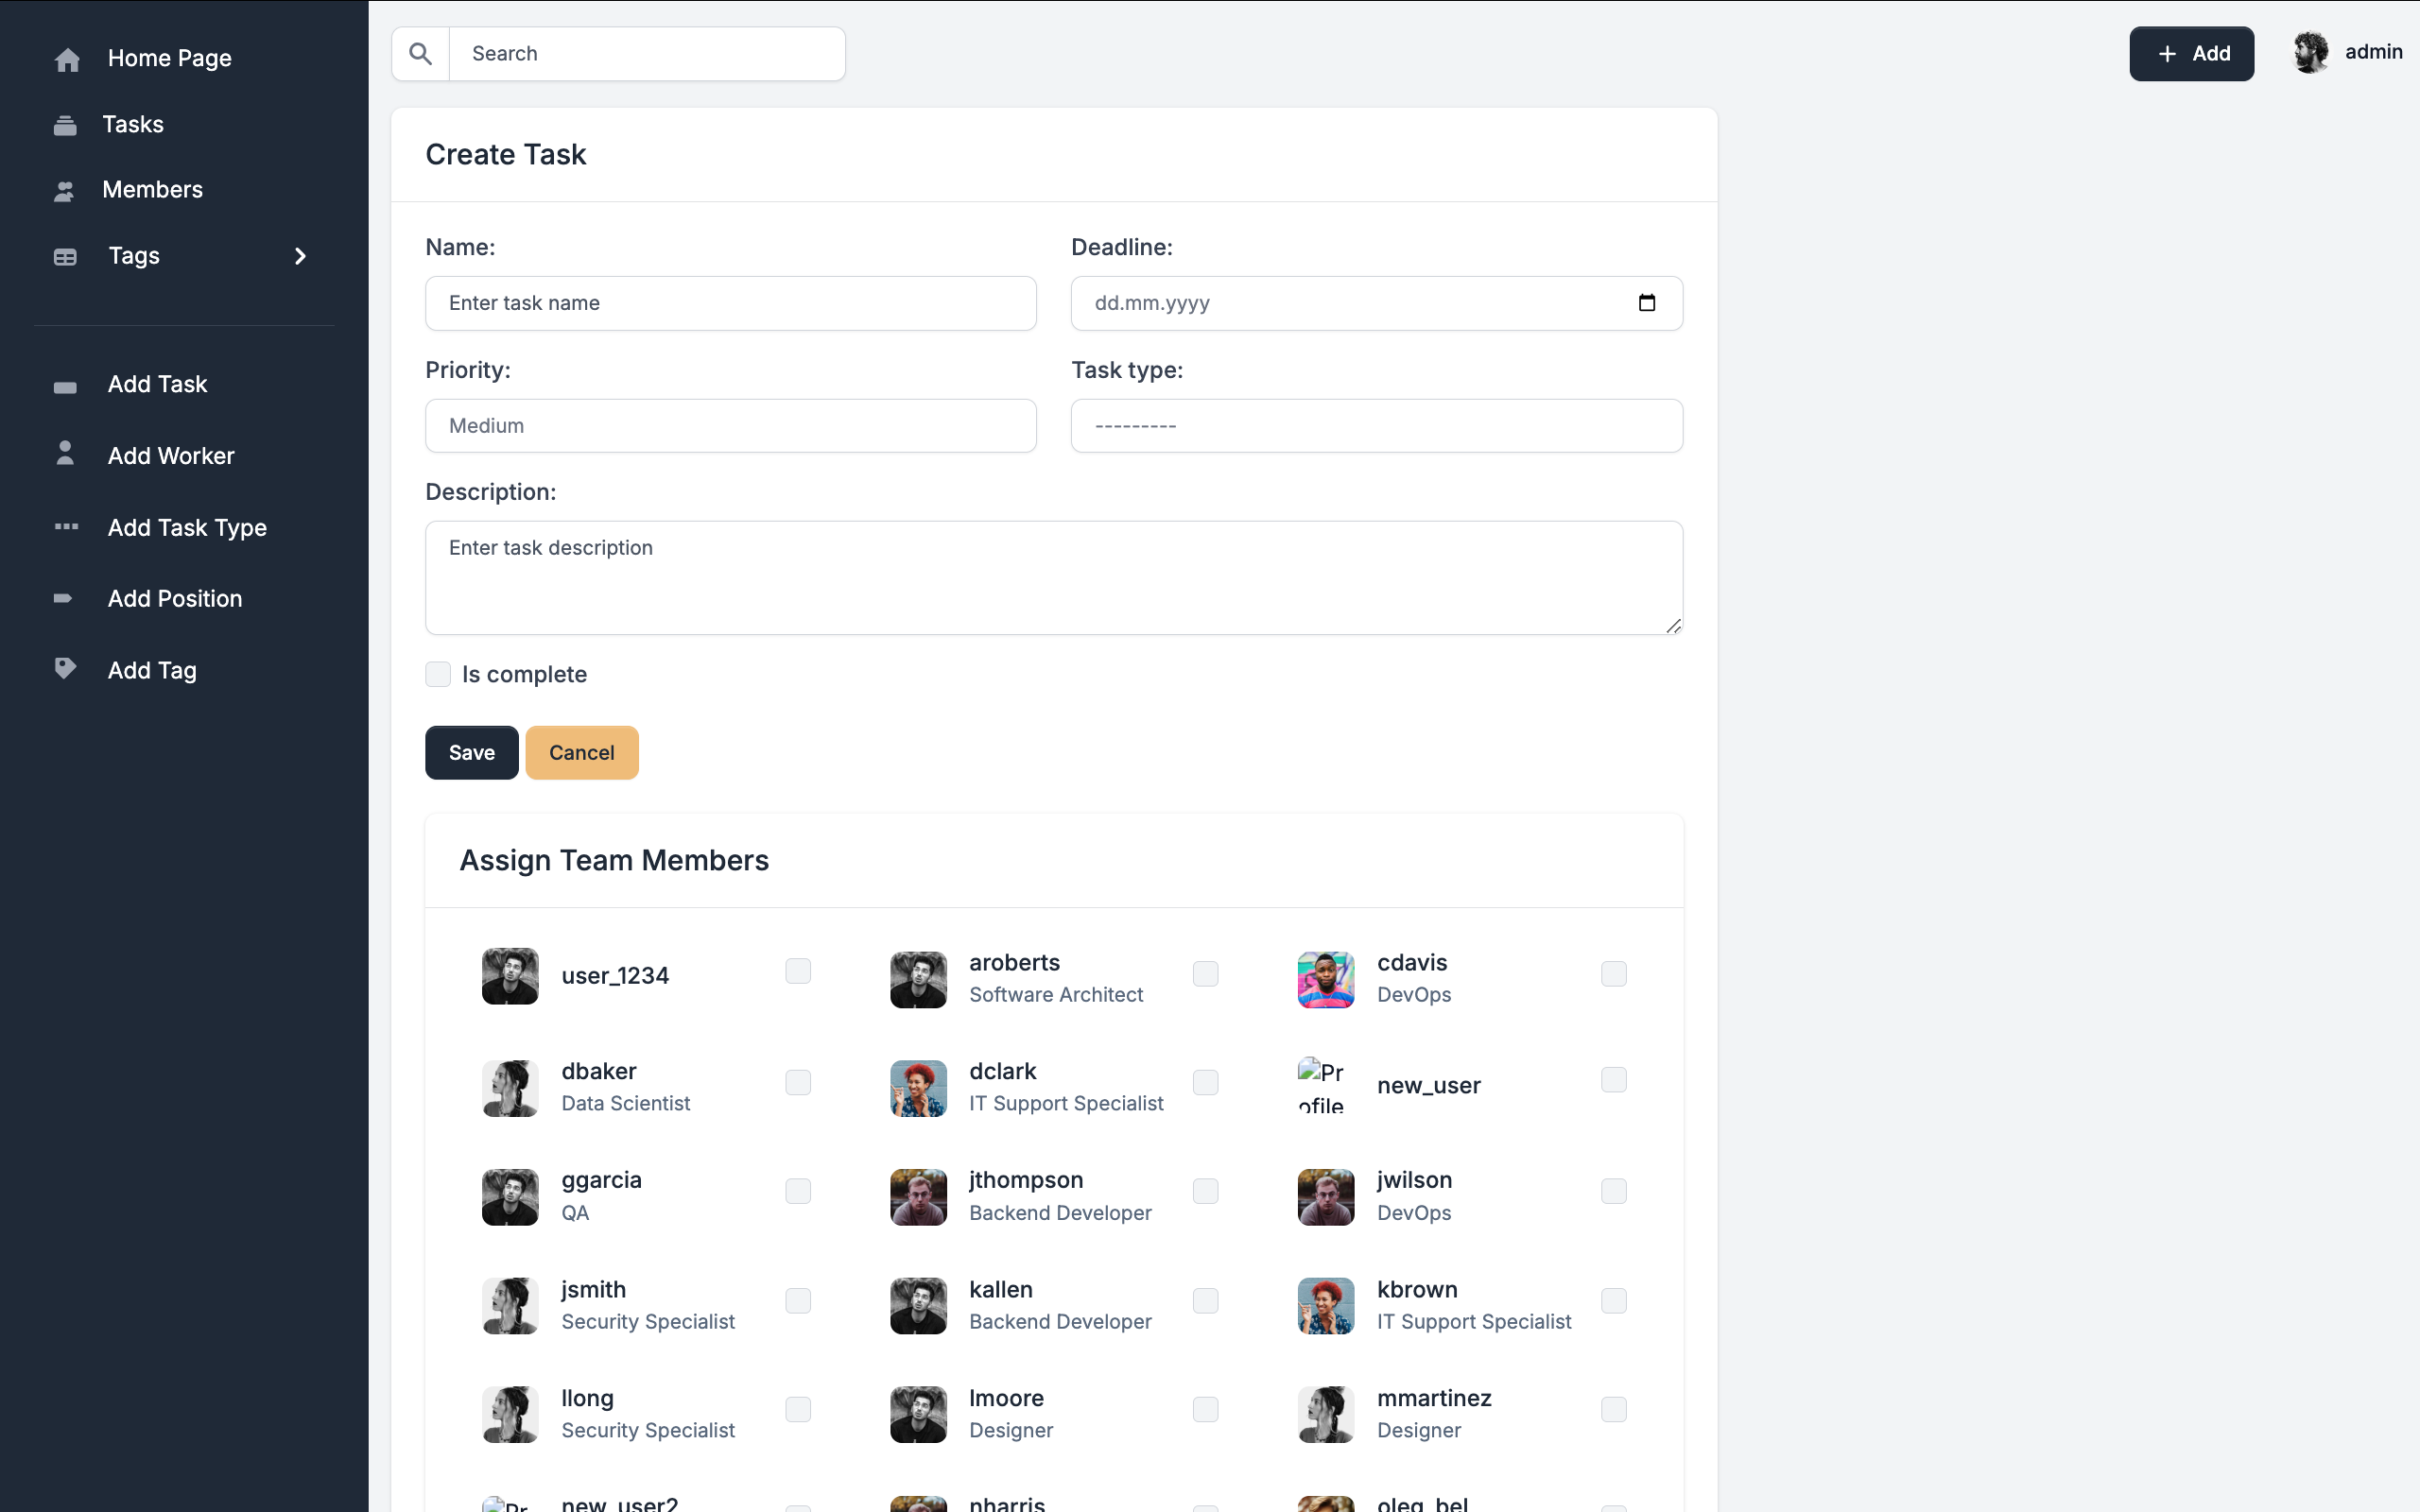 Home Page
Tasks
Members
Tags
Add Task
Add Worker
Add Task Type
Add Position
Add Tag
Search
+ Add
admin
Create Task
Name:
Deadline:
Enter task name
dd.mm.yyyy
Priority:
Task type:
Medium
---------
Description:
Enter task description
Is complete
Save
Cancel
Assign Team Members
user_1234
aroberts
Software Architect
cdavis
DevOps
dbaker
Data Scientist
dclark
IT Support Specialist
Pr
ofile
new_user
ggarcia
QA
jthompson
Backend Developer
jwilson
DevOps
jsmith
Security Specialist
kallen
Backend Developer
kbrown
IT Support Specialist
llong
Security Specialist
lmoore
Designer
mmartinez
Designer
Pr
new_user2
nharris
oleg_bel